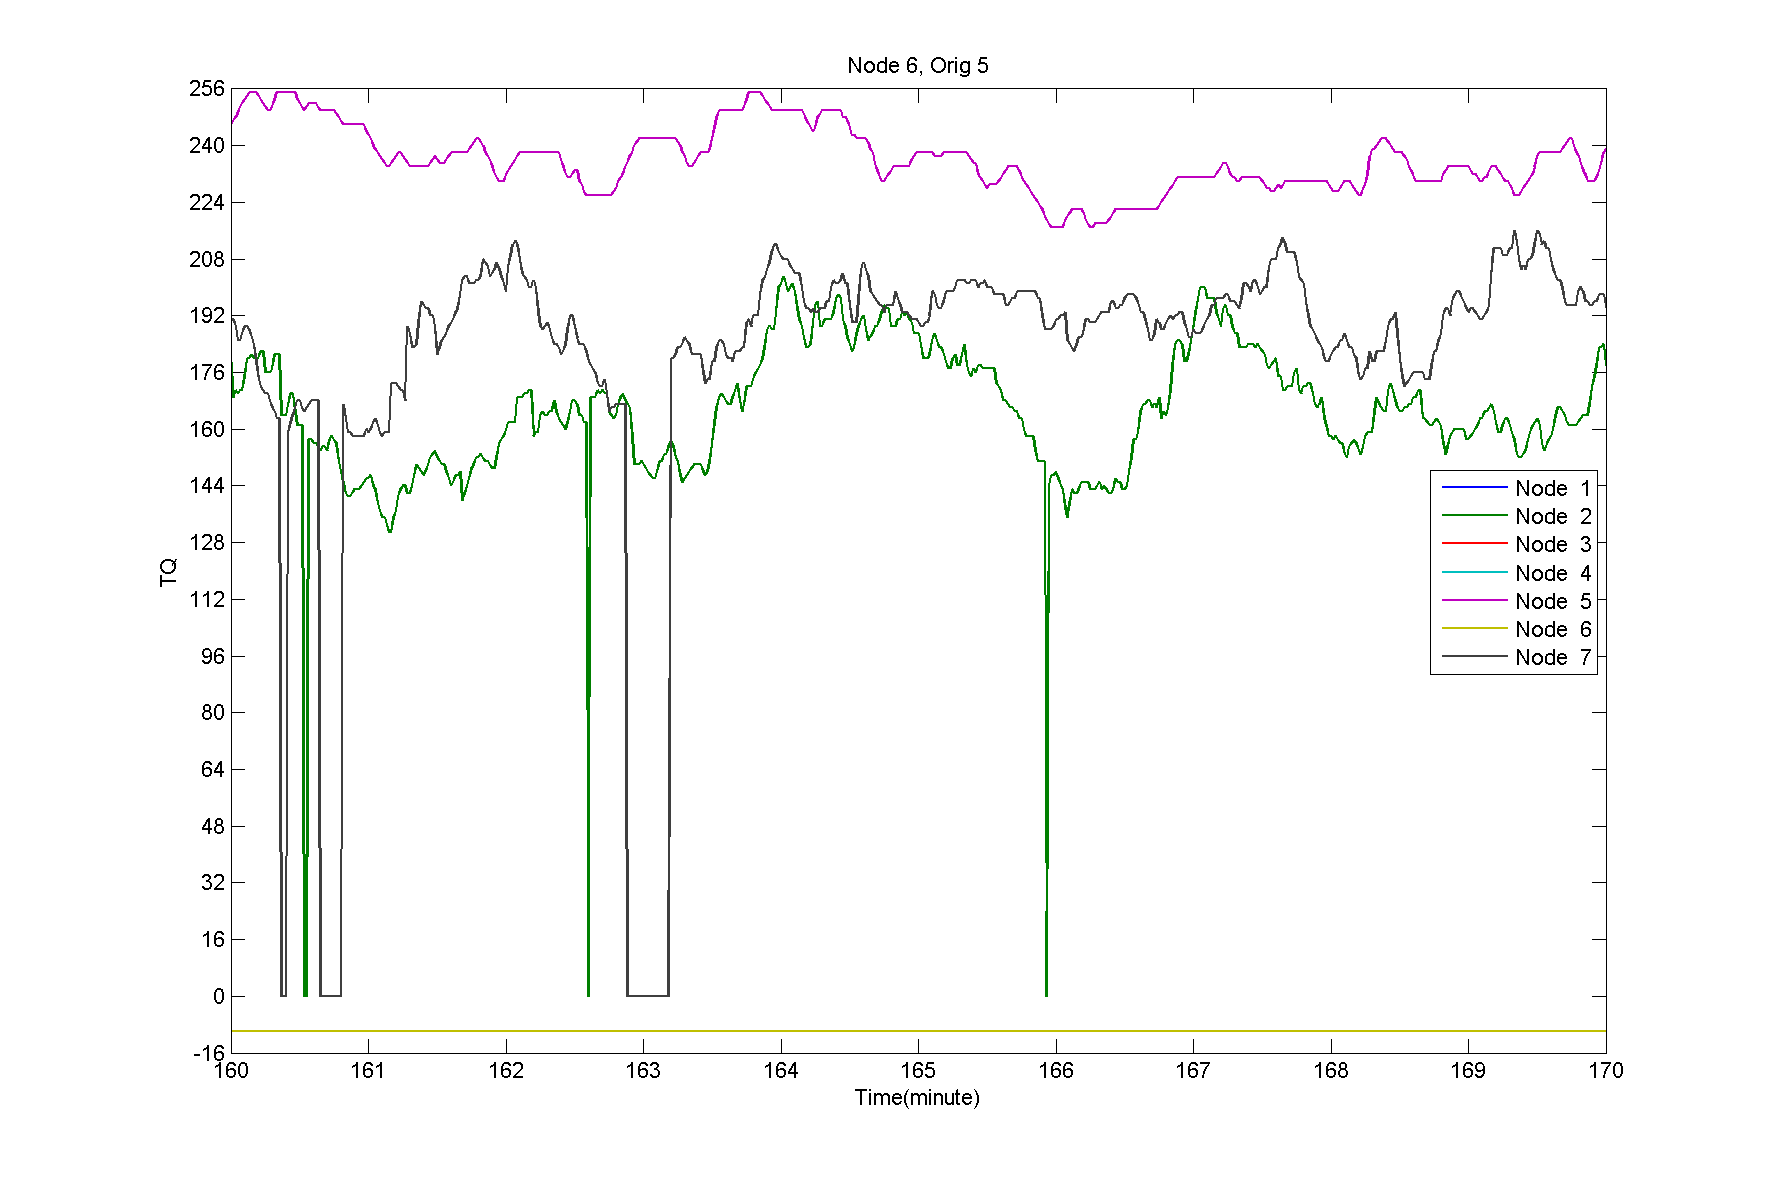 Node 6, Orig 5
256
240
224
208
192
176
160
144
128
112
96
80
64
48
32
16
0
-16
TQ
160 161 162 163 164 165 166 167 168 169 170
Time(minute)
Node 1
Node 2
Node 3
Node 4
Node 5
Node 6
Node 7